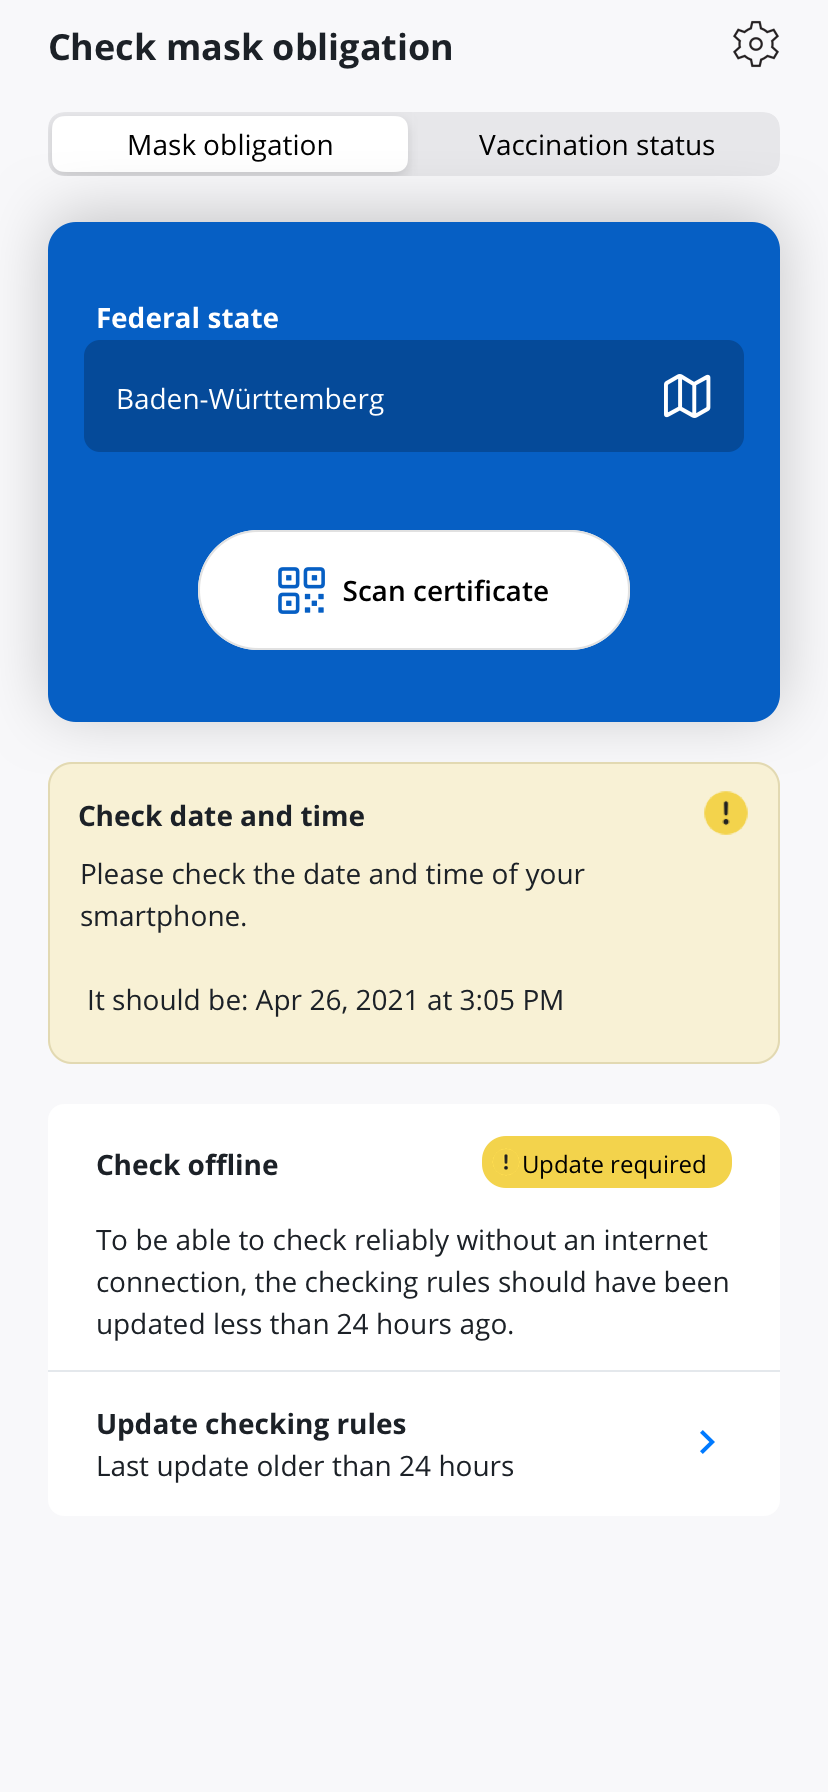 Check mask obligation
Mask obligation
Vaccination status
Federal state
Baden-Württemberg
Scan certificate
Check date and time
Please check the date and time of your
smartphone.
It should be: Apr 26, 2021 at 3:05 PM
Check offline
! Update required
To be able to check reliably without an internet
connection, the checking rules should have been
updated less than 24 hours ago.
Update checking rules
Last update older than 24 hours